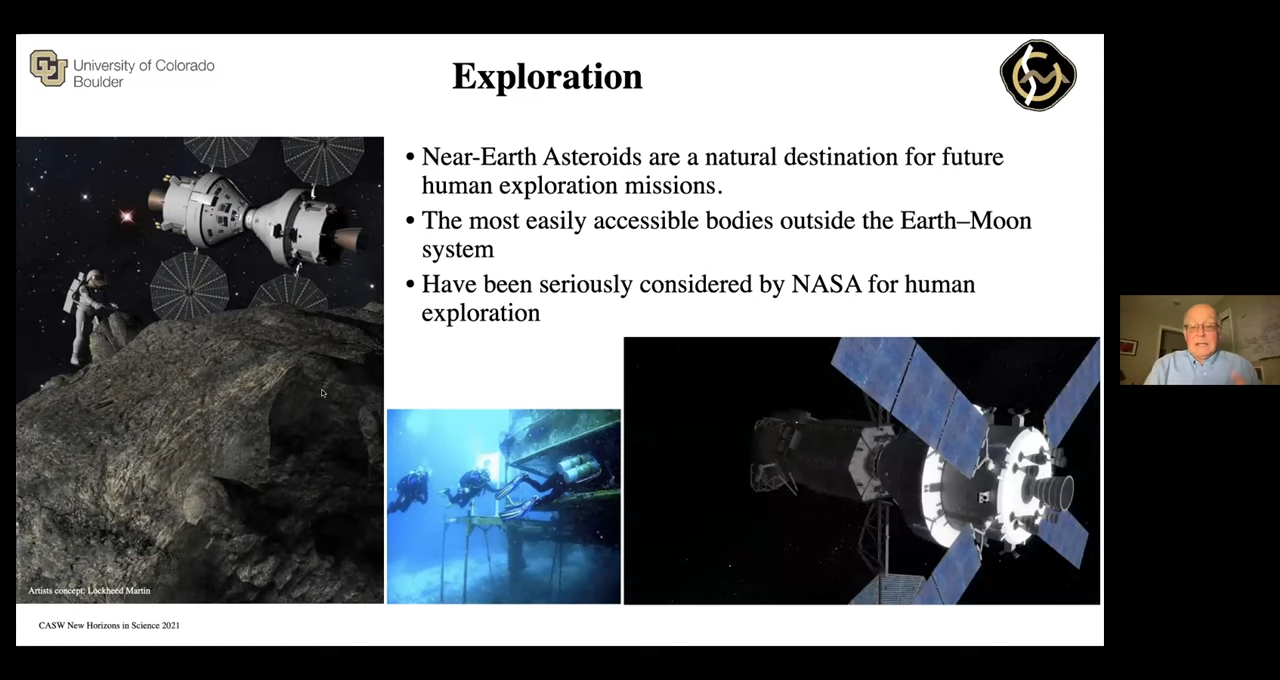 University of Colorado
Boulder
Exploration
• Near-Earth Asteroids are a natural destination for future
human exploration missions.
• The most easily accessible bodies outside the Earth–Moon
system
• Have been seriously considered by NASA for human
exploration
Artists concept: Lockheed Martin
CASW New Horizons in Science 2021